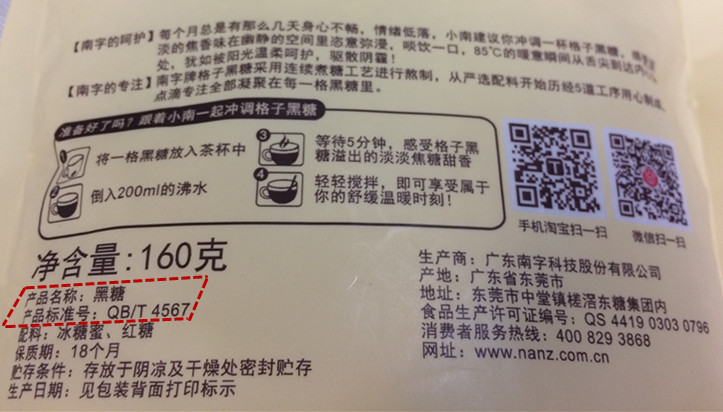 【南字的呵护】每个月总是有那么几天身心不畅，情绪低落，小南建议你冲调一杯格子黑糖，感受
淡的焦香味在幽静的空间里恣意弥漫，啖饮一口，85℃的暖意瞬间从舌尖到达内心
处，犹如被阳光温柔呵护，驱散阴霾！
【南字的专注】南字牌格子黑糖采用连续煮糖工艺进行熬制，从严选配料开始历经5道工序用心制成，
点滴专注全部凝聚在每一格黑糖里。
准备好了吗？跟着小南一起冲调格子黑糖
1 将一格黑糖放入茶杯中
2 倒入200ml的沸水
3 等待5分钟，感受格子黑
糖溢出的淡淡焦糖甜香
4 轻轻搅拌，即可享受属于
你的舒缓温暖时刻！
手机淘宝扫一扫
微信扫一扫
净含量：160克
产品名称：黑糖
产品标准号：QB/T 4567
配料：冰糖蜜、红糖
保质期：18个月
贮存条件：存放于阴凉及干燥处密封贮存
生产日期：见包装背面打印标示
生产商：广东南字科技股份有限公司
产地：广东省东莞市
地址：东莞市中堂镇槎滘东糖集团内
食品生产许可证编号：QS 4419 0303 0796
消费者服务热线：400 829 3868
网址：www.nanz.com.cn